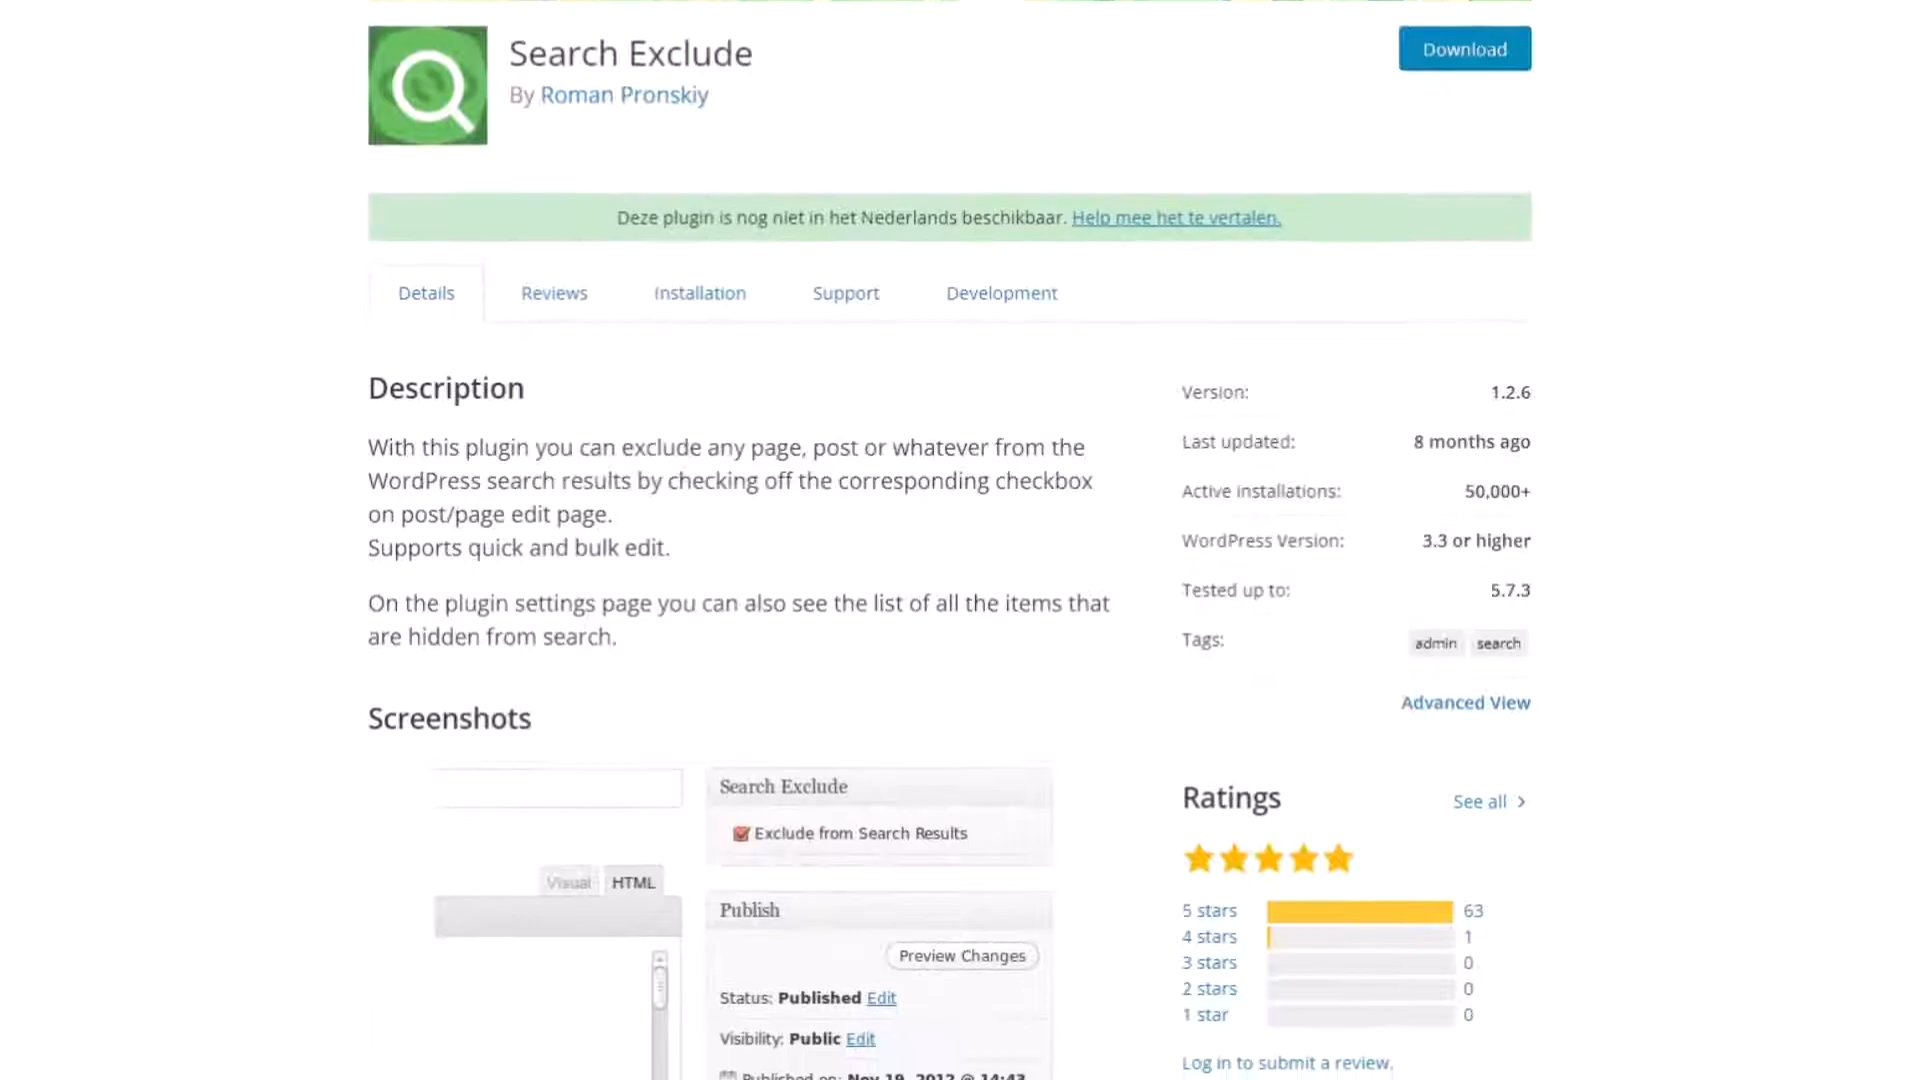 Search Exclude
By Roman Pronskiy
Download
Deze plugin is nog niet in het Nederlands beschikbaar. Help mee het te vertalen.
Details
Reviews
Installation
Support
Development
Description
With this plugin you can exclude any page, post or whatever from the
WordPress search results by checking off the corresponding checkbox
on post/page edit page.
Supports quick and bulk edit.
On the plugin settings page you can also see the list of all the items that
are hidden from search.
Screenshots
Search Exclude
Exclude from Search Results
Visual HTML
Publish
Preview Changes
Status: Published Edit
Visibility: Public Edit
Published on: Nov 19, 2012 @ 14:43
Version: 1.2.6
Last updated: 8 months ago
Active installations: 50,000+
WordPress Version: 3.3 or higher
Tested up to: 5.7.3
Tags: admin search
Advanced View
Ratings
See all
5 stars 63
4 stars 1
3 stars 0
2 stars 0
1 star 0
Log in to submit a review.